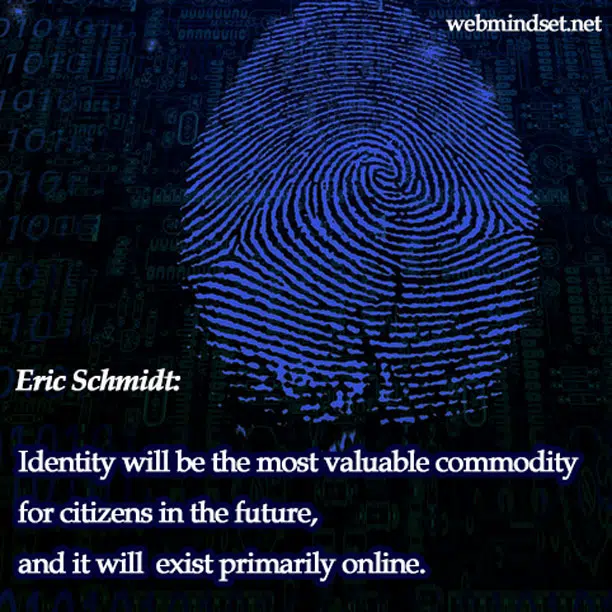 webmindset.net
Eric Schmidt:
Identity will be the most valuable commodity
for citizens in the future,
and it will exist primarily online.